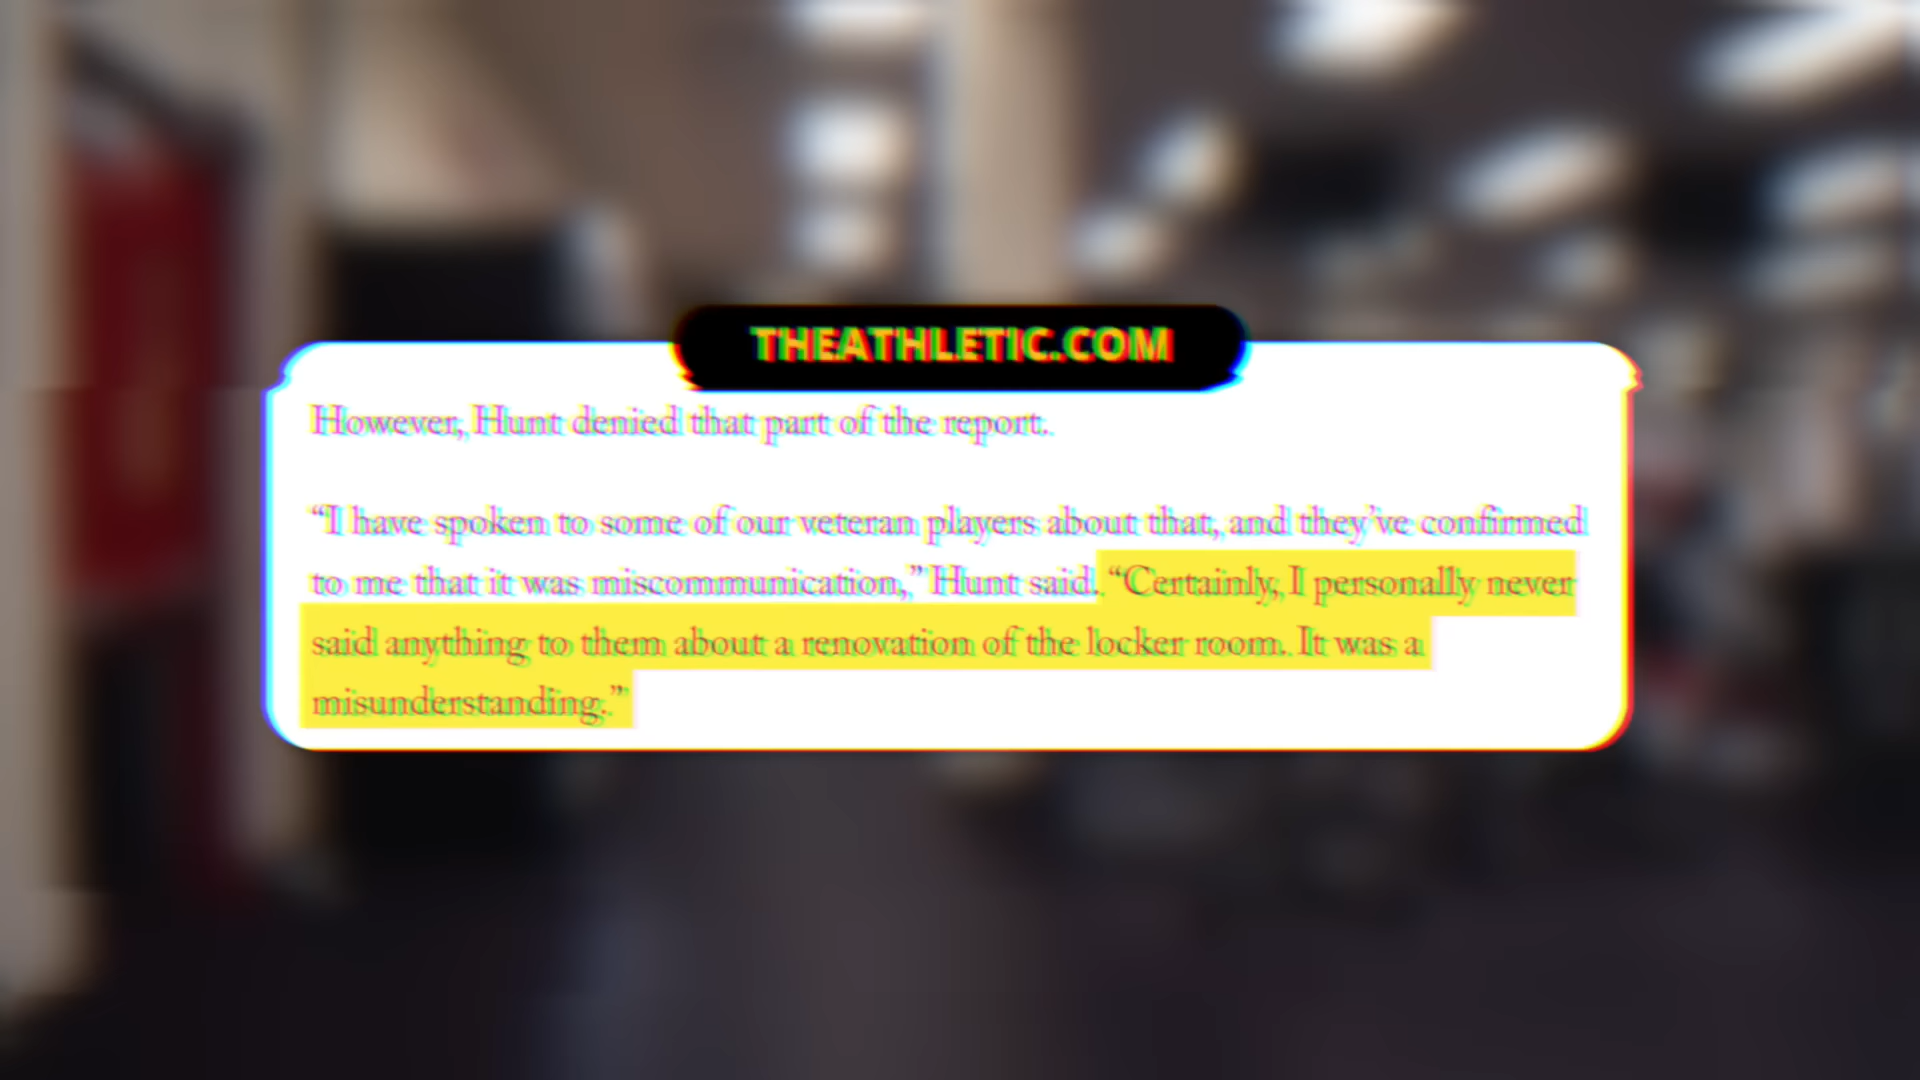 THEATHLETIC.COM
However, Hunt denied that part of the report.
“I have spoken to some of our veteran players about that, and they’ve confirmed
to me that it was miscommunication,” Hunt said. “Certainly, I personally never
said anything to them about a renovation of the locker room. It was a
misunderstanding.”